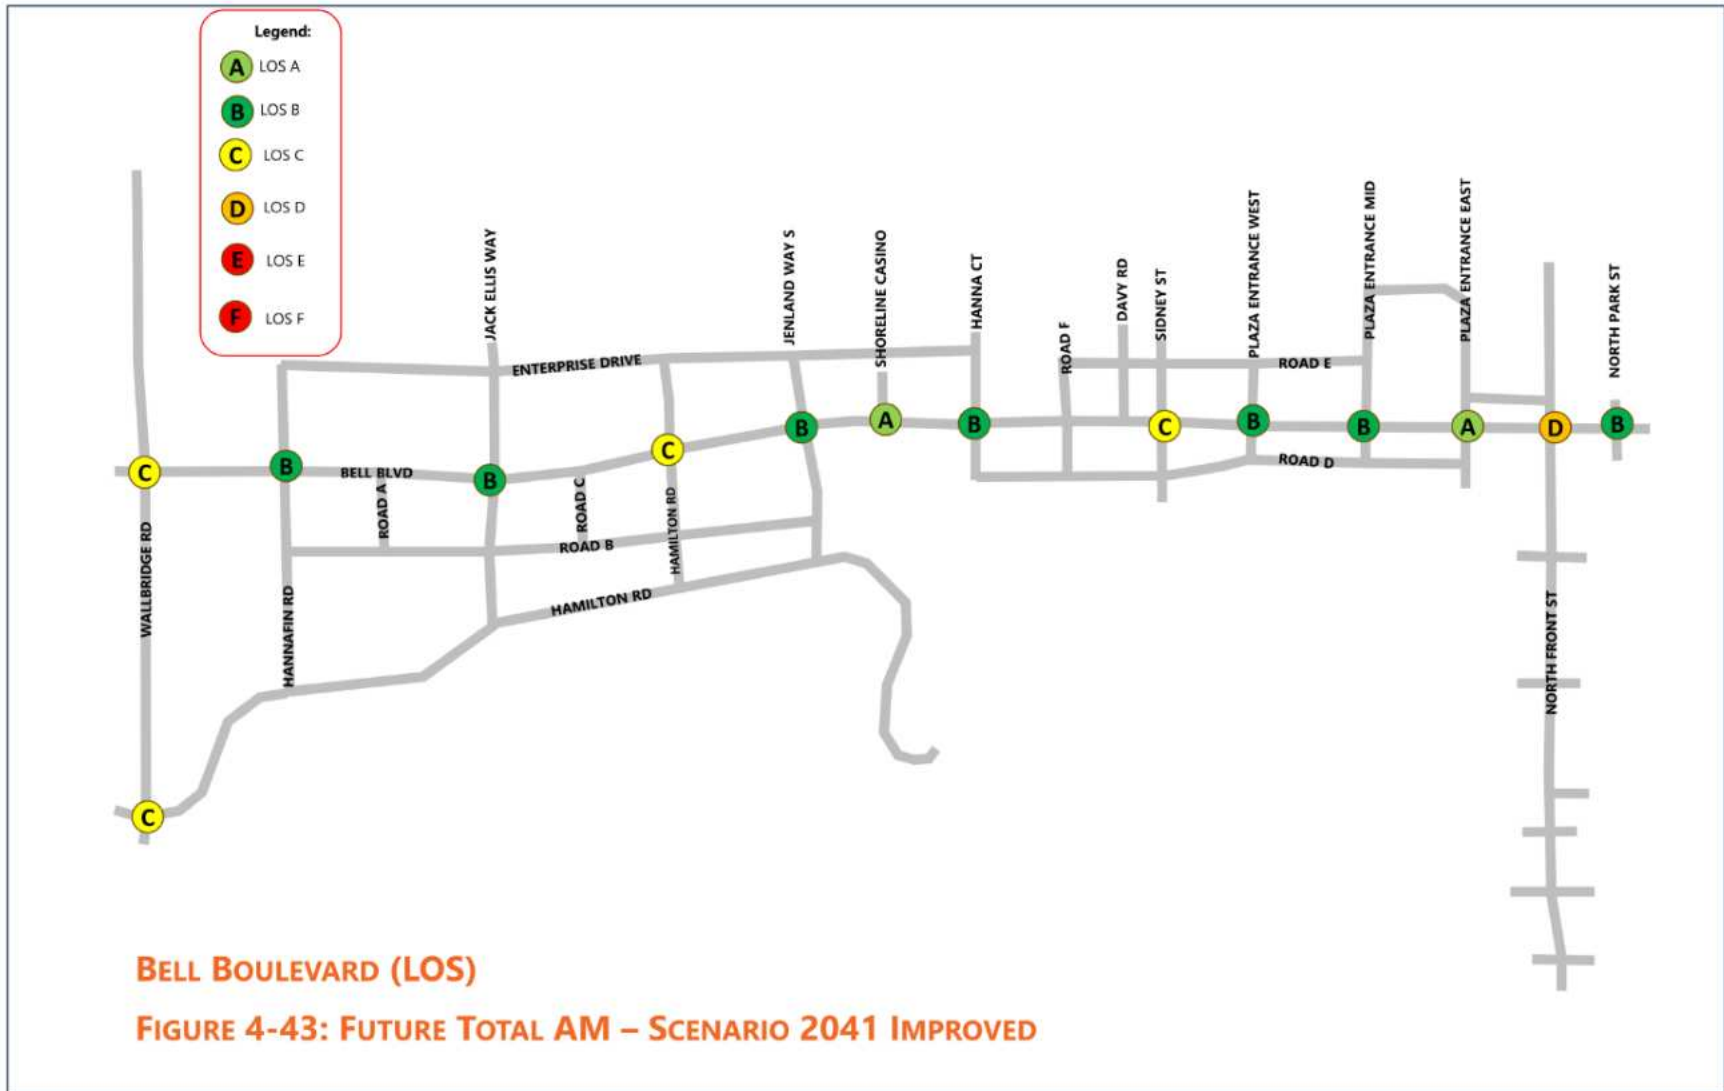 Legend:
A LOS A
B LOS B
C LOS C
D LOS D
E LOS E
F LOS F
JACK ELLIS WAY
JENLAND WAY S
SHORELINE CASINO
HANNA CT
ROAD F
DAVY RD
SIDNEY ST
PLAZA ENTRANCE WEST
PLAZA ENTRANCE MID
PLAZA ENTRANCE EAST
NORTH PARK ST
ENTERPRISE DRIVE
ROAD E
C
B
BELL BLVD
B
C
B
A
B
C
B
B
A
D
B
ROAD D
WALLBRIDGE RD
HANNAFIN RD
ROAD A
ROAD C
HAMILTON RD
ROAD B
HAMILTON RD
NORTH FRONT ST
C
BELL BOULEVARD (LOS)
FIGURE 4-43: FUTURE TOTAL AM – SCENARIO 2041 IMPROVED